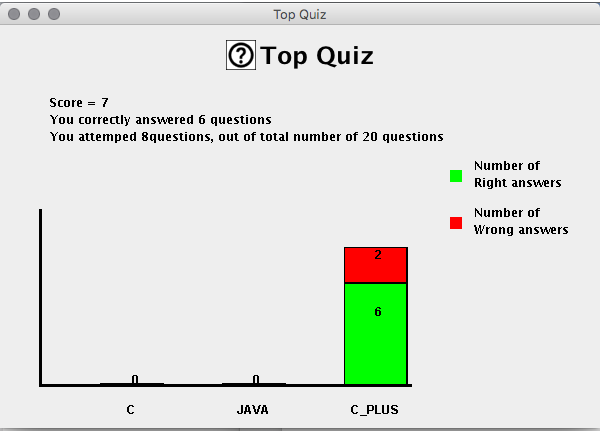 Top Quiz
Top Quiz
Score = 7
You correctly answered 6 questions
You attemped 8questions, out of total number of 20 questions
Number of
Right answers
Number of
Wrong answers
2
6
0
0
C
JAVA
C_PLUS